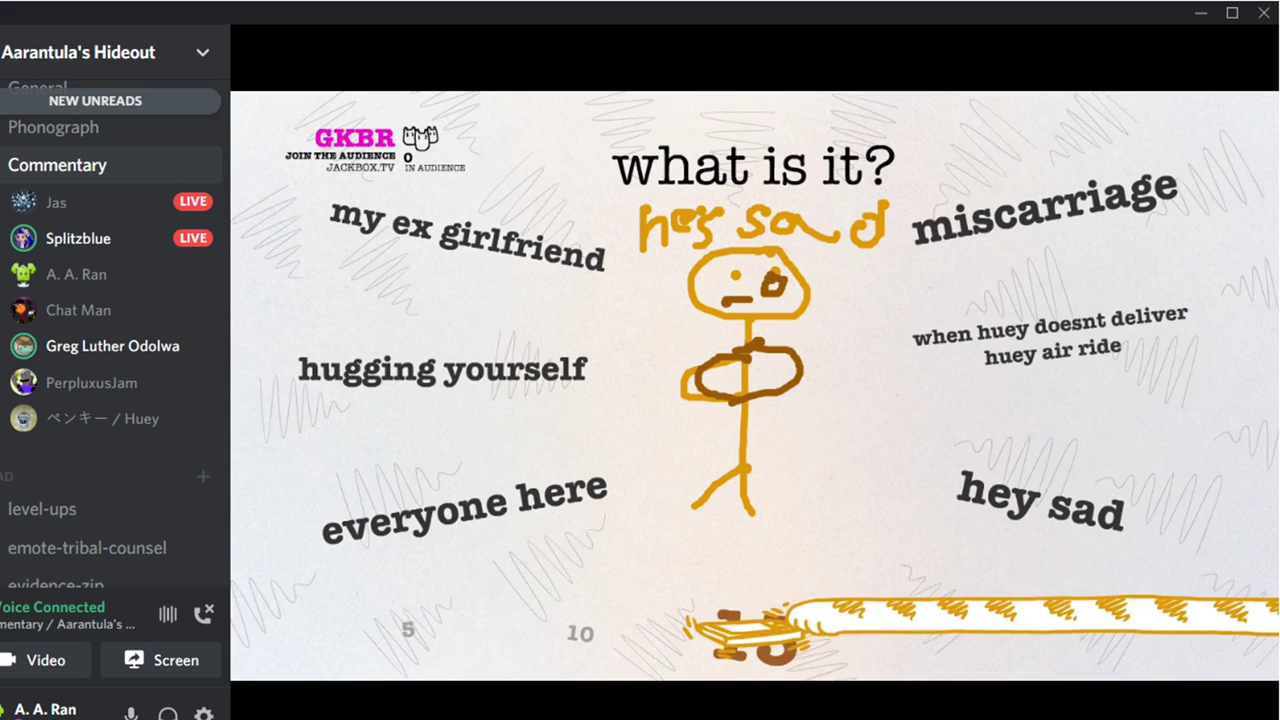 Aarantula's Hideout
General
NEW UNREADS
Phonograph
Commentary
Jas
LIVE
Splitzblue
LIVE
A. A. Ran
Chat Man
Greg Luther Odolwa
PerpluxusJam
ペンキー / Huey
AD
level-ups
emote-tribal-counsel
evidence-zip
Voice Connected
mentary / Aarantula's ...
Video
Screen
A. A. Ran
GKBR
JOIN THE AUDIENCE
JACKBOX.TV
0
IN AUDIENCE
what is it?
hey sad
my ex girlfriend
miscarriage
hugging yourself
when huey doesnt deliver
huey air ride
everyone here
hey sad
5
10